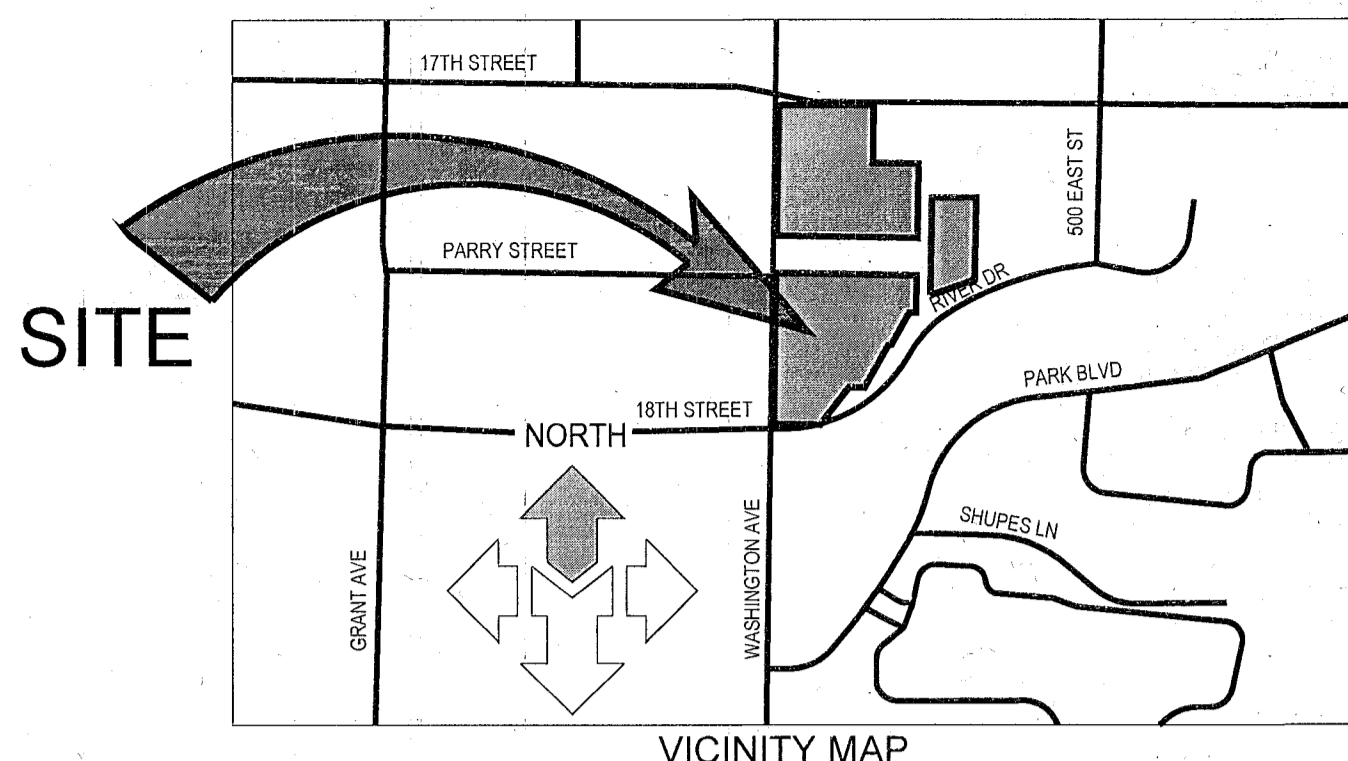 17TH STREET
500 EAST ST
PARRY STREET
RIVER DR
SITE
PARK BLVD
18TH STREET
NORTH
SHUPES LN
GRANT AVE
WASHINGTON AVE
VICINITY MAP